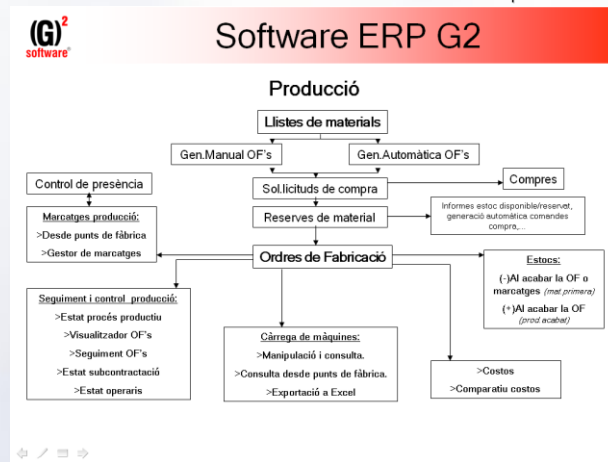 (G)2
software
Software ERP G2
Producció
Llistes de materials
Gen.Manual OF's
Gen.Automàtica OF's
Control de presència
Sol.licituds de compra
Compres
Marcatges producció:
>Desde punts de fàbrica
>Gestor de marcatges
Reserves de material
Informes estoc disponible/reservat,
generació automàtica comandes
compra,...
Ordres de Fabricació
Estocs:
(-)Al acabar la OF o
marcatges (mat.primera)
(+)Al acabar la OF
(prod.acabat)
Seguiment i control producció:
>Estat procés productiu
>Visualitzador OF's
>Seguiment OF's
>Estat subcontractació
>Estat operaris
Càrrega de màquines:
>Manipulació i consulta.
>Consulta desde punts de fàbrica.
>Exportació a Excel
>Costos
>Comparatiu costos